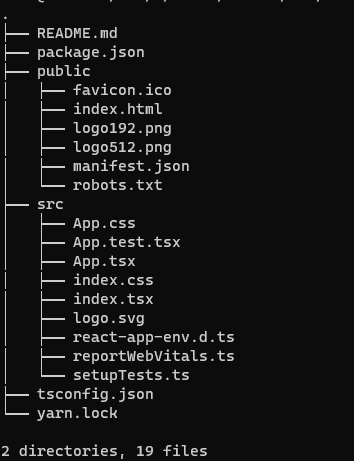 .
├── README.md
├── package.json
├── public
│   ├── favicon.ico
│   ├── index.html
│   ├── logo192.png
│   ├── logo512.png
│   ├── manifest.json
│   └── robots.txt
├── src
│   ├── App.css
│   ├── App.test.tsx
│   ├── App.tsx
│   ├── index.css
│   ├── index.tsx
│   ├── logo.svg
│   ├── react-app-env.d.ts
│   ├── reportWebVitals.ts
│   └── setupTests.ts
├── tsconfig.json
└── yarn.lock

2 directories, 19 files